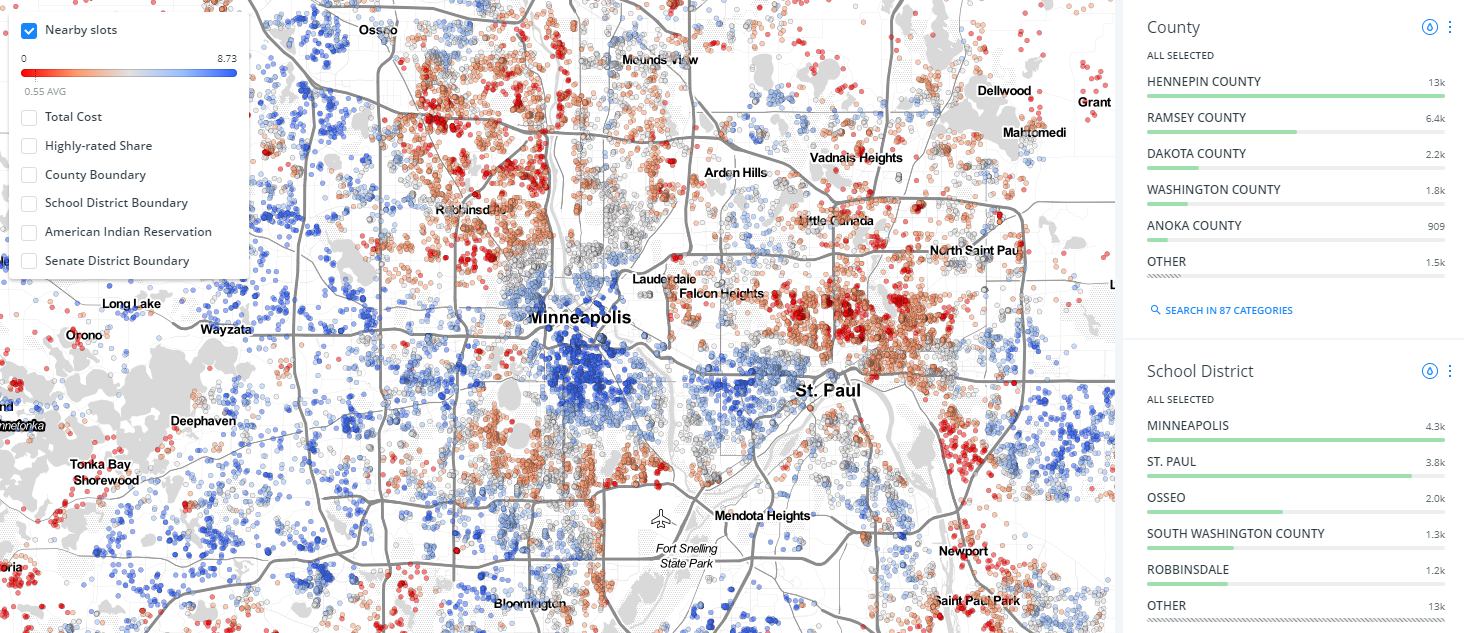 Nearby slots
0 8.73
0.55 AVG
Total Cost
Highly-rated Share
County Boundary
School District Boundary
American Indian Reservation
Senate District Boundary
Osseo
Mounds View
Dellwood
Grant
Mahtomedi
Vadnais Heights
Arden Hills
Little Canada
North Saint Paul
Lauderdale
Falcon Heights
Long Lake
Minneapolis
Wayzata
Orono
St. Paul
Deephaven
Tonka Bay
Shorewood
Mendota Heights
Fort Snelling
State Park
Newport
Bloomington
Saint Paul Park
County
ALL SELECTED
HENNEPIN COUNTY 13k
RAMSEY COUNTY 6.4k
DAKOTA COUNTY 2.2k
WASHINGTON COUNTY 1.8k
ANOKA COUNTY 909
OTHER 1.5k
SEARCH IN 87 CATEGORIES
School District
ALL SELECTED
MINNEAPOLIS 4.3k
ST. PAUL 3.8k
OSSEO 2.0k
SOUTH WASHINGTON COUNTY 1.3k
ROBBINSDALE 1.2k
OTHER 13k